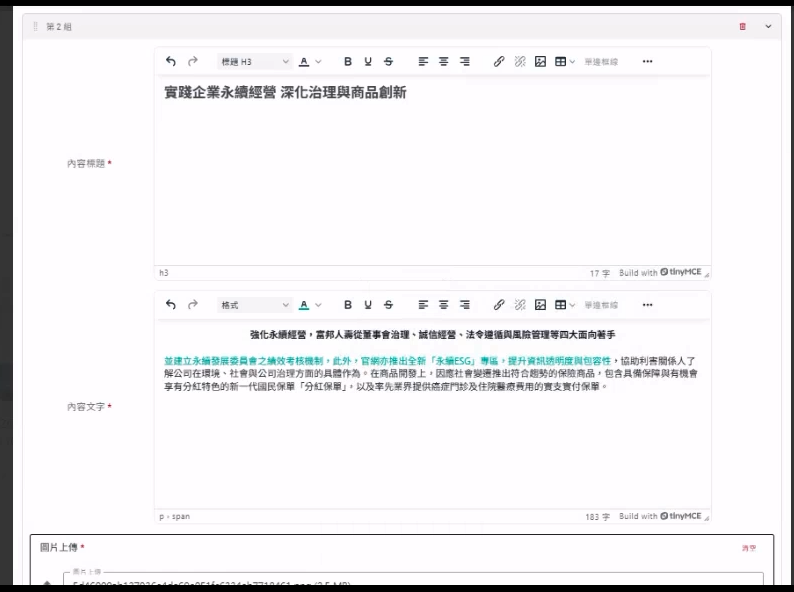 第 2 組
標題 H3
A
B U S
單邊框線
...
實踐企業永續經營 深化治理與商品創新
內容標題 *
h3
17 字 Build with tinyMCE
格式
A
B U S
單邊框線
...
強化永續經營,富邦人壽從董事會治理、誠信經營、法令遵循與風險管理等四大面向著手
並建立永續發展委員會之績效考核機制,此外,官網亦推出全新「永續ESG」專區,提升資訊透明度與包容性,協助利害關係人了
解公司在環境、社會與公司治理方面的具體作為。在商品開發上,因應社會變遷推出符合趨勢的保險商品,包含具備保障與有機會
享有分紅特色的新一代國民保單「分紅保單」,以及率先業界提供癌症門診及住院醫療費用的實支實付保單。
內容文字 *
p › span
183 字 Build with tinyMCE
圖片上傳 *
清空
圖片上傳